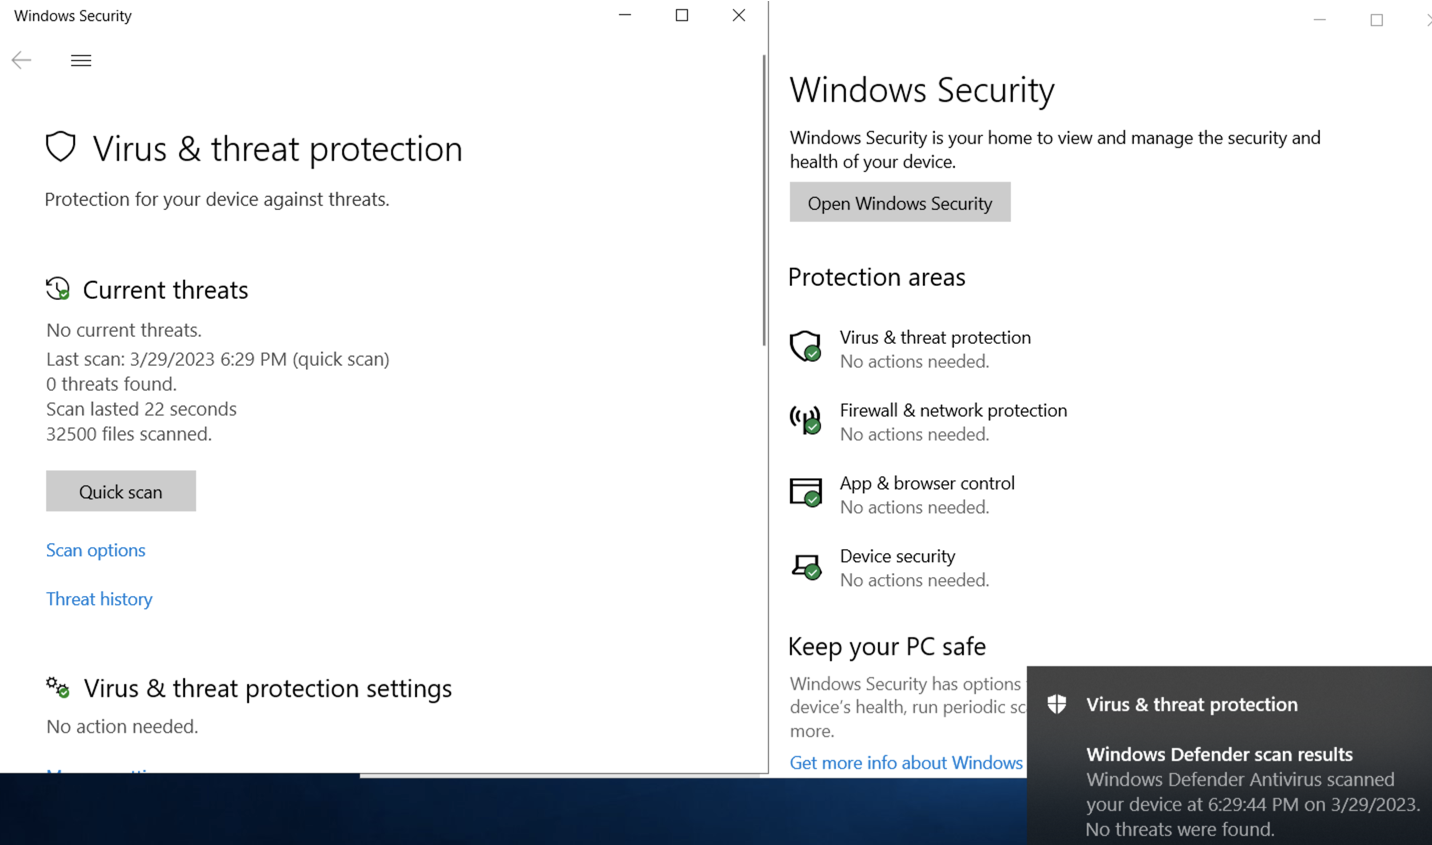 Windows Security
Virus & threat protection
Protection for your device against threats.
Current threats
No current threats.
Last scan: 3/29/2023 6:29 PM (quick scan)
0 threats found.
Scan lasted 22 seconds
32500 files scanned.
Quick scan
Scan options
Threat history
Virus & threat protection settings
No action needed.
Windows Security
Windows Security is your home to view and manage the security and
health of your device.
Open Windows Security
Protection areas
Virus & threat protection
No actions needed.
Firewall & network protection
No actions needed.
App & browser control
No actions needed.
Device security
No actions needed.
Keep your PC safe
Windows Security has options
device's health, run periodic sc
more.
Get more info about Windows
Virus & threat protection
Windows Defender scan results
Windows Defender Antivirus scanned
your device at 6:29:44 PM on 3/29/2023.
No threats were found.